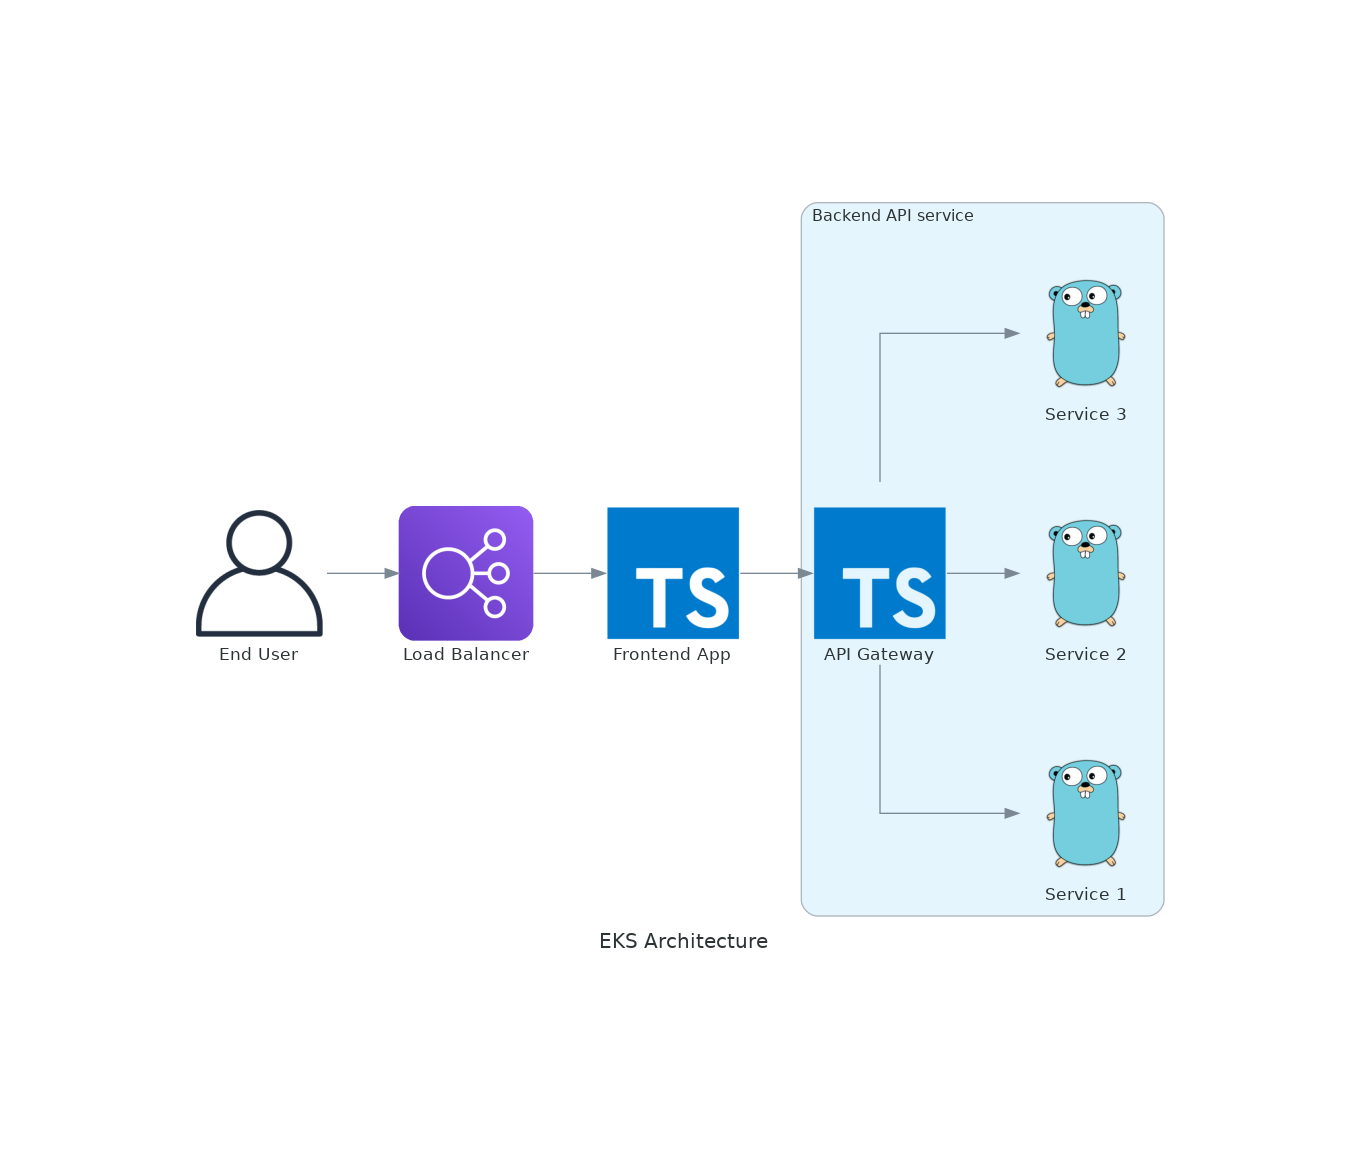 Backend API service
Service 3
TS
TS
End User
Load Balancer
Frontend App
API Gateway
Service 2
Service 1
EKS Architecture